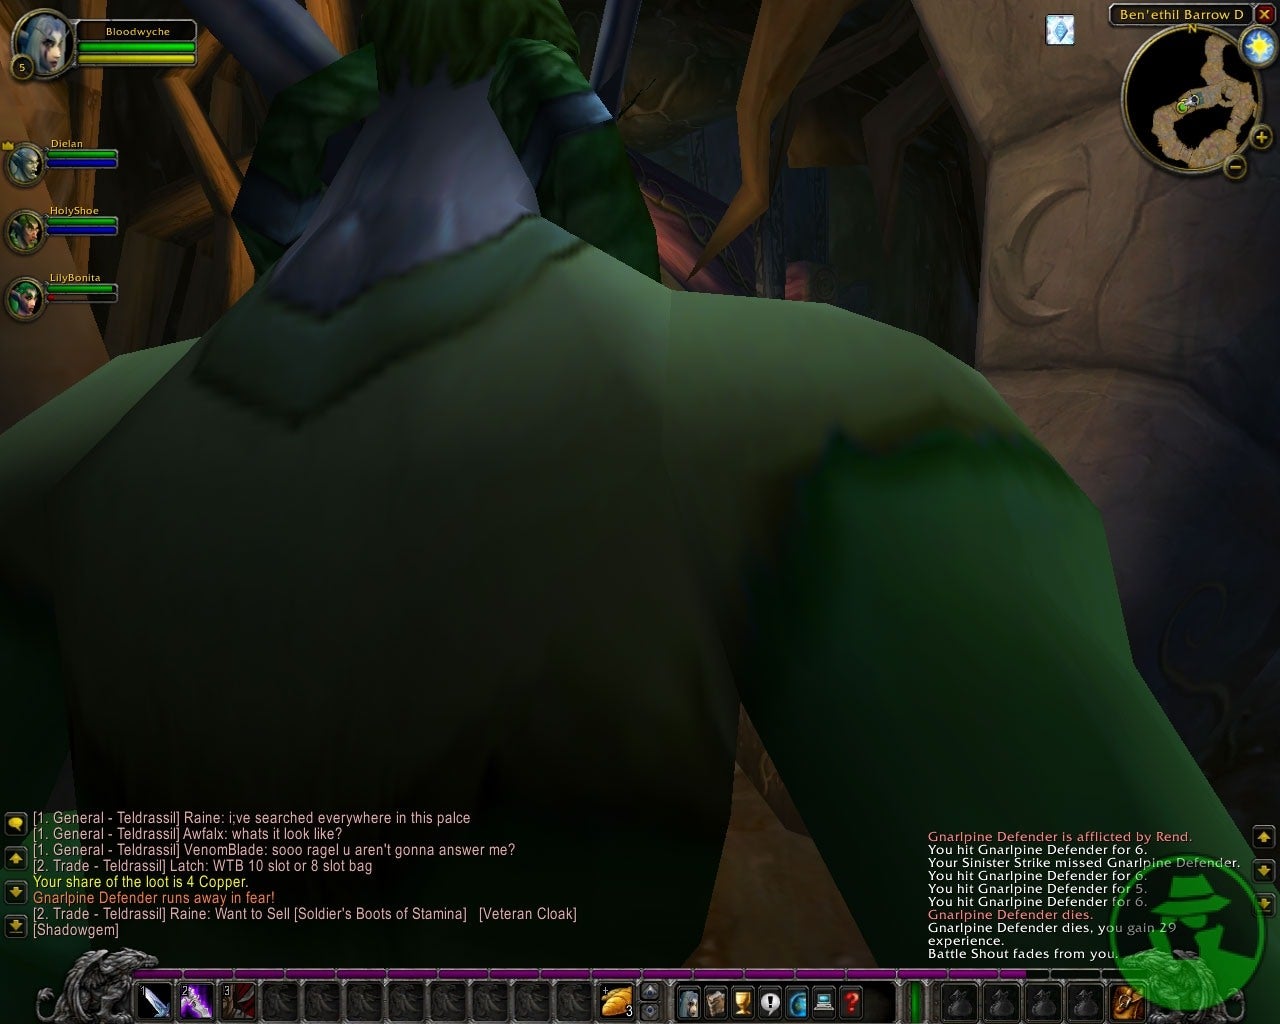 Bloodwyche
5
Ben'ethil Barrow D
N
Dielan
HolyShoe
LilyBonita
[1. General - Teldrassil] Raine: i;ve searched everywhere in this palce
[1. General - Teldrassil] Awfalx: whats it look like?
[1. General - Teldrassil] VenomBlade: sooo ragel u aren't gonna answer me?
[2. Trade - Teldrassil] Latch: WTB 10 slot or 8 slot bag
Your share of the loot is 4 Copper.
Gnarlpine Defender runs away in fear!
[2. Trade - Teldrassil] Raine: Want to Sell [Soldier's Boots of Stamina] [Veteran Cloak]
[Shadowgem]
Gnarlpine Defender is afflicted by Rend.
You hit Gnarlpine Defender for 6.
Your Sinister Strike missed Gnarlpine Defender.
You hit Gnarlpine Defender for 6.
You hit Gnarlpine Defender for 5.
You hit Gnarlpine Defender for 6.
Gnarlpine Defender dies.
Gnarlpine Defender dies, you gain 29
experience.
Battle Shout fades from you.
1 2 3 + 3